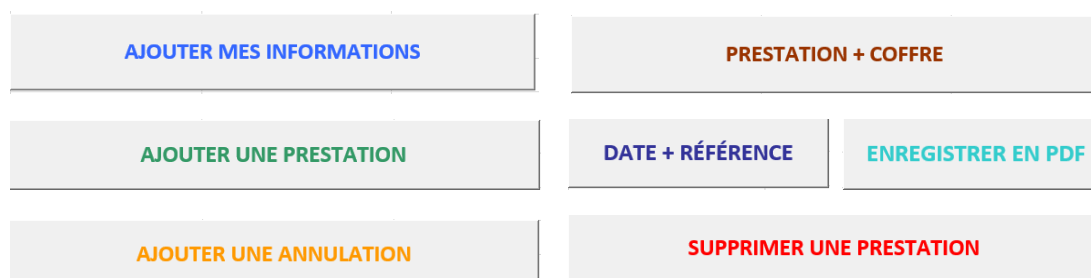 AJOUTER MES INFORMATIONS
PRESTATION + COFFRE
AJOUTER UNE PRESTATION
DATE + RÉFÉRENCE
ENREGISTRER EN PDF
AJOUTER UNE ANNULATION
SUPPRIMER UNE PRESTATION